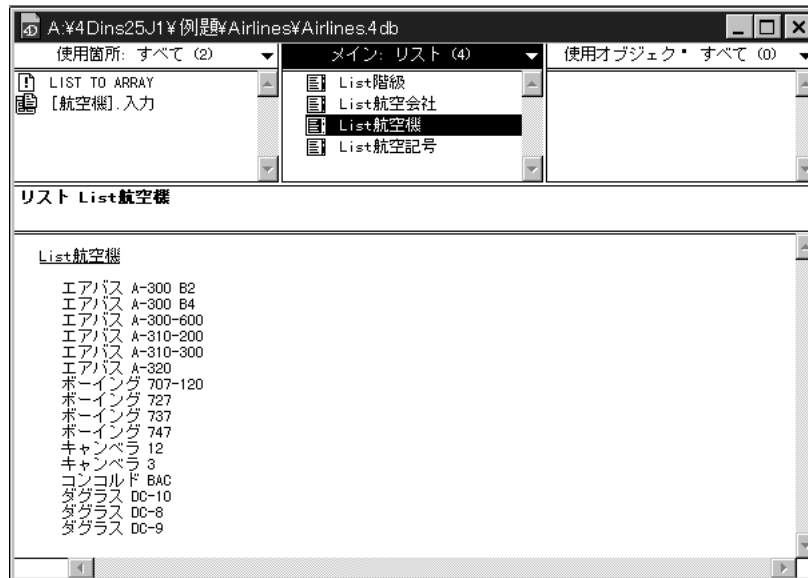 A:¥4Dins25J1¥例題¥Airlines¥Airlines.4db
使用箇所: すべて (2)
メイン: リスト (4)
使用オブジェク すべて (0)
LIST TO ARRAY
[航空機].入力
List階級
List航空会社
List航空機
List航空記号
リスト List航空機
List航空機
エアバス A-300 B2
エアバス A-300 B4
エアバス A-300-600
エアバス A-310-200
エアバス A-310-300
エアバス A-320
ボーイング 707-120
ボーイング 727
ボーイング 737
ボーイング 747
キャンベラ 12
キャンベラ 3
コンコルド BAC
ダグラス DC-10
ダグラス DC-8
ダグラス DC-9